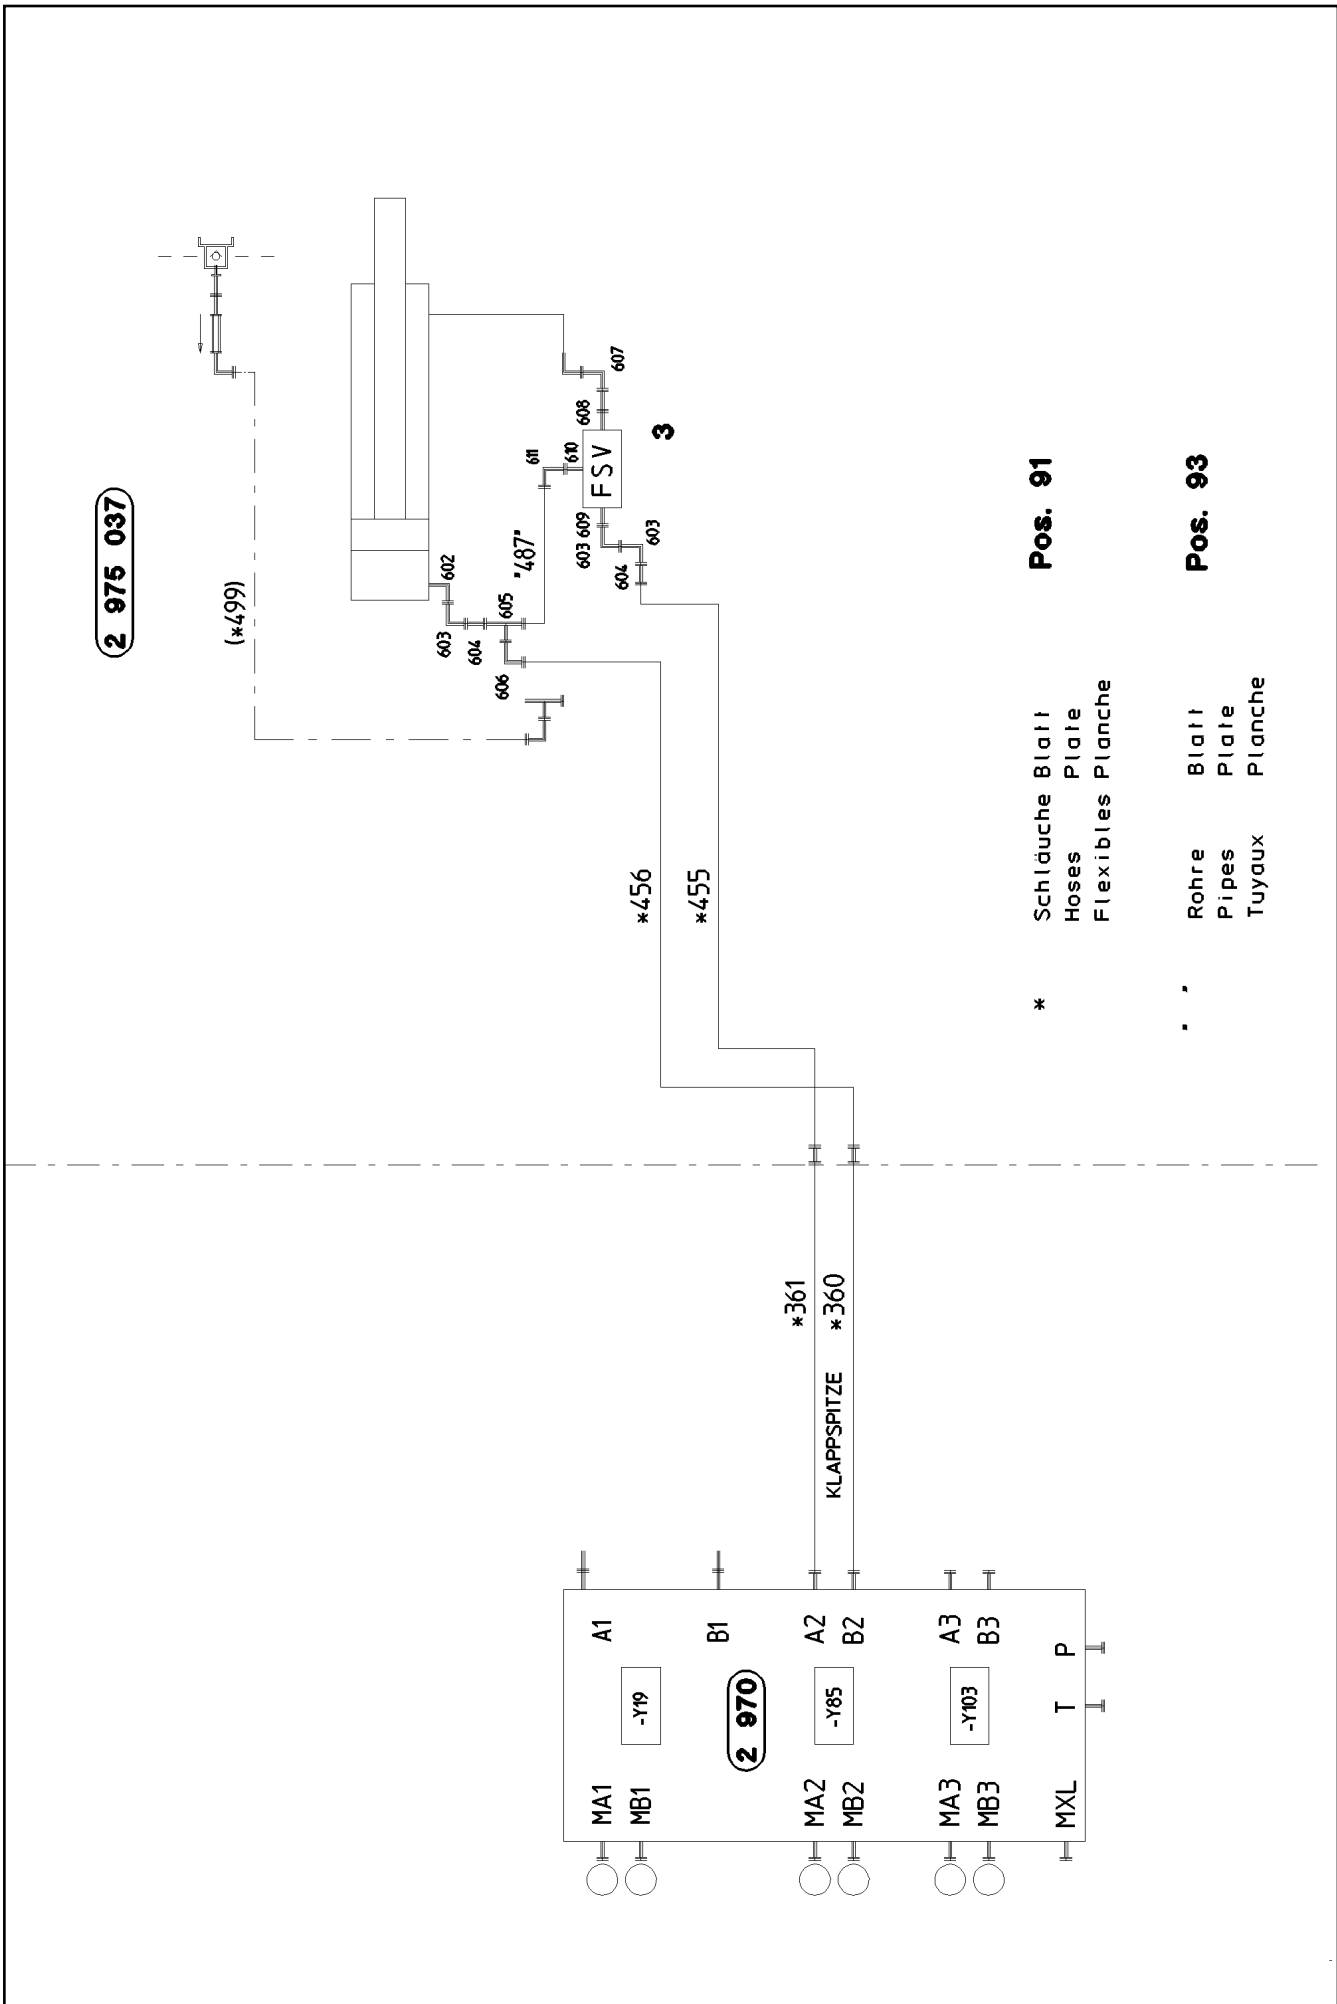 2 975 037
(*499)
602
603
604
605
606
"487"
611
610
607
608
FSV
3
603 609
603
604
*456
*455
*361
*360
KLAPPSPITZE
A1
B1
A2
B2
A3
B3
P
T
-Y19
2 970
-Y85
-Y103
MA1
MB1
MA2
MB2
MA3
MB3
MXL
* Schläuche Blatt Pos. 91
Hoses Plate
Flexibles Planche
" " Rohre Blatt Pos. 93
Pipes Plate
Tuyaux Planche